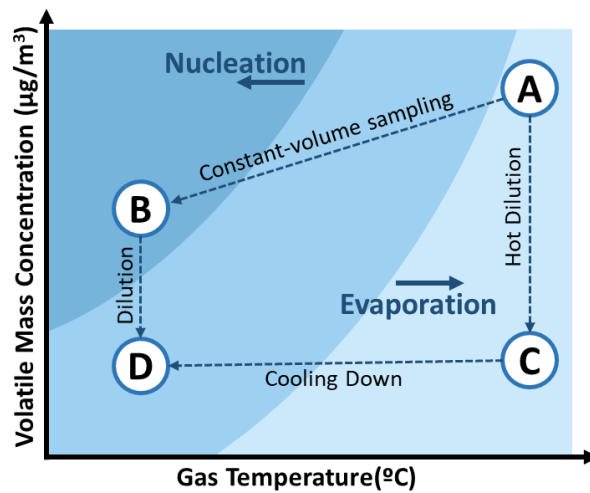 Volatile Mass Concentration (µg/m³)
Nucleation
A
Constant-volume sampling
B
Hot Dilution
Dilution
Evaporation
D
C
Cooling Down
Gas Temperature(ºC)